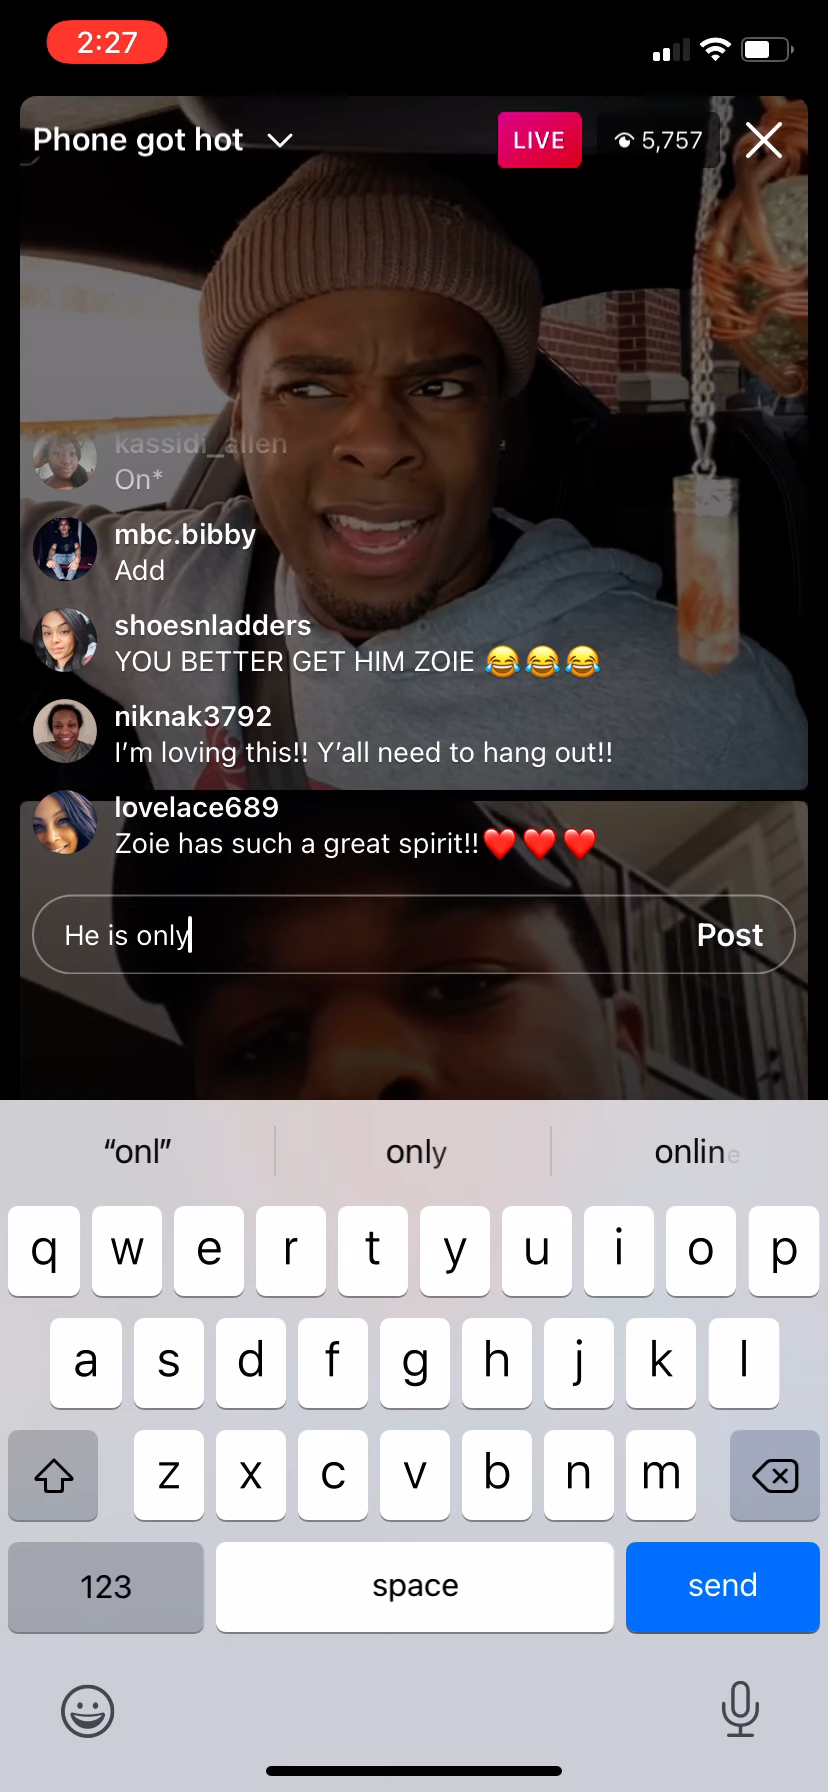 2:27
Phone got hot
LIVE
5,757
kassidi_allen
On*
mbc.bibby
Add
shoesnladders
YOU BETTER GET HIM ZOIE 😂😂😂
niknak3792
I’m loving this!! Y’all need to hang out!!
lovelace689
Zoie has such a great spirit!!❤️❤️❤️
He is only Post
“onl” only online
q w e r t y u i o p
a s d f g h j k l
z x c v b n m
123 space send